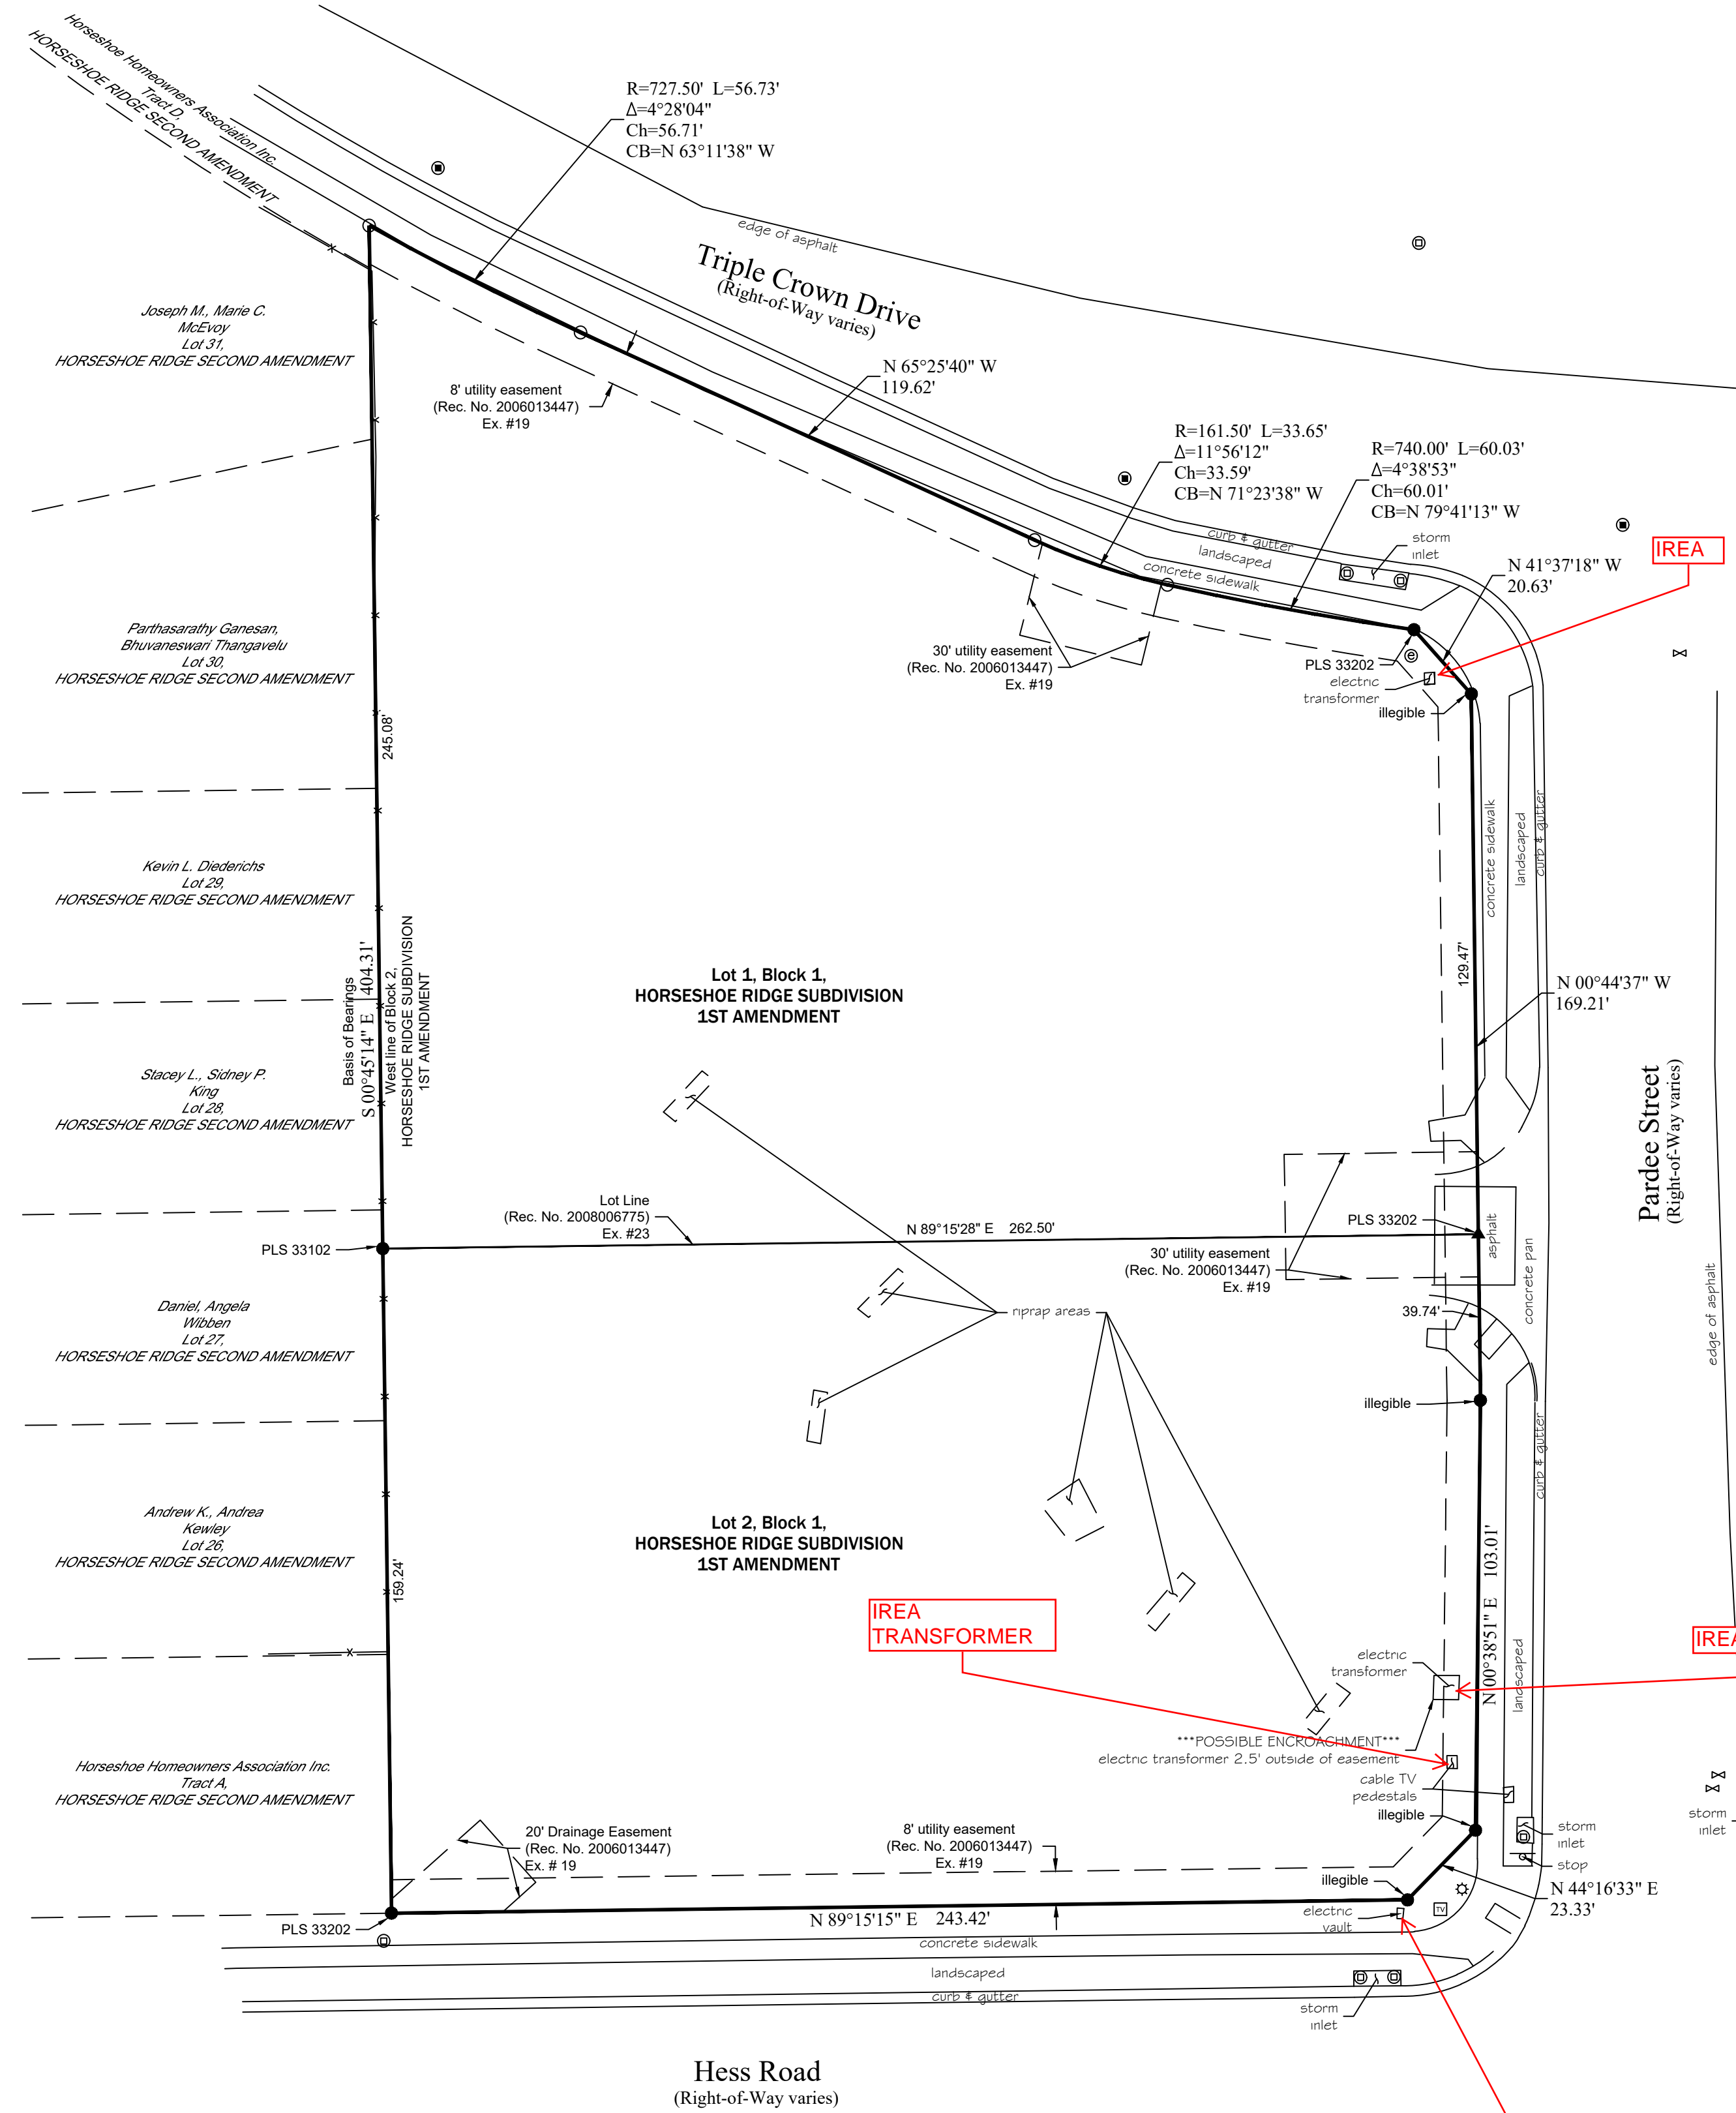 Horseshoe Homeowners Association Inc.
Tract D,
HORSESHOE RIDGE SECOND AMENDMENT
R=727.50' L=56.73'
Δ=4°28'04"
Ch=56.71'
CB=N 63°11'38" W
edge of asphalt
Triple Crown Drive
(Right-of-Way varies)
Joseph M., Marie C.
McEvoy
Lot 31,
HORSESHOE RIDGE SECOND AMENDMENT
8' utility easement
(Rec. No. 2006013447)
Ex. #19
N 65°25'40" W
119.62'
R=161.50' L=33.65'
Δ=11°56'12"
Ch=33.59'
CB=N 71°23'38" W
R=740.00' L=60.03'
Δ=4°38'53"
Ch=60.01'
CB=N 79°41'13" W
curb & gutter
landscaped
concrete sidewalk
storm
inlet
IREA
N 41°37'18" W
20.63'
Parthasarathy Ganesan,
Bhuvaneswari Thangavelu
Lot 30,
HORSESHOE RIDGE SECOND AMENDMENT
30' utility easement
(Rec. No. 2006013447)
Ex. #19
PLS 33202
e
electric
transformer
illegible
245.08'
Kevin L. Diederichs
Lot 29,
HORSESHOE RIDGE SECOND AMENDMENT
concrete sidewalk
landscaped
curb & gutter
Basis of Bearings
S 00°45'14" E 404.31'
West line of Block 2,
HORSESHOE RIDGE SUBDIVISION
1ST AMENDMENT
Lot 1, Block 1,
HORSESHOE RIDGE SUBDIVISION
1ST AMENDMENT
129.47'
N 00°44'37" W
169.21'
Stacey L., Sidney P.
King
Lot 28,
HORSESHOE RIDGE SECOND AMENDMENT
Pardee Street
(Right-of-Way varies)
Lot Line
(Rec. No. 2008006775)
Ex. #23
N 89°15'28" E 262.50'
PLS 33102
PLS 33202
asphalt
concrete pan
30' utility easement
(Rec. No. 2006013447)
Ex. #19
edge of asphalt
riprap areas
39.74'
Daniel, Angela
Wibben
Lot 27,
HORSESHOE RIDGE SECOND AMENDMENT
illegible
curb & gutter
Andrew K., Andrea
Kewley
Lot 26,
HORSESHOE RIDGE SECOND AMENDMENT
Lot 2, Block 1,
HORSESHOE RIDGE SUBDIVISION
1ST AMENDMENT
159.24'
N 00°38'51" E 103.01'
landscaped
IREA
TRANSFORMER
electric
transformer
IREA
***POSSIBLE ENCROACHMENT***
electric transformer 2.5' outside of easement
cable TV
pedestals
illegible
Horseshoe Homeowners Association Inc.
Tract A,
HORSESHOE RIDGE SECOND AMENDMENT
storm
inlet
storm
inlet
stop
20' Drainage Easement
(Rec. No. 2006013447)
Ex. # 19
8' utility easement
(Rec. No. 2006013447)
Ex. #19
illegible
N 44°16'33" E
23.33'
TV
electric
vault
PLS 33202
N 89°15'15" E 243.42'
concrete sidewalk
landscaped
curb & gutter
storm
inlet
Hess Road
(Right-of-Way varies)